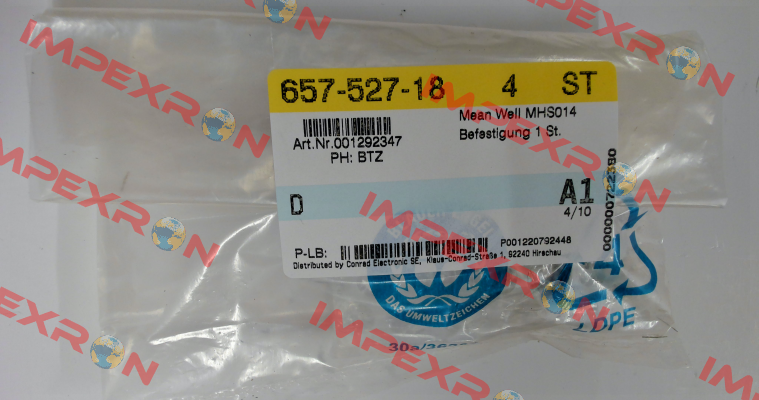 657-527-18 4 ST
Mean Well MHS014
Befestigung 1 St.
Art.Nr.001292347
PH: BTZ
D
A1
4/10
0000007222390
P-LB:
P001220792448
Distributed by Conrad Electronic SE, Klaus-Conrad-Straße 1, 92240 Hirschau
DAS UMWELTZEICHEN
LDPE
IMPEXRON
IMPEXRON
IMPEXRON
IMPEXRON
IMPEXRON
IMPEXRON
IMPEXRON
IMPEXRON